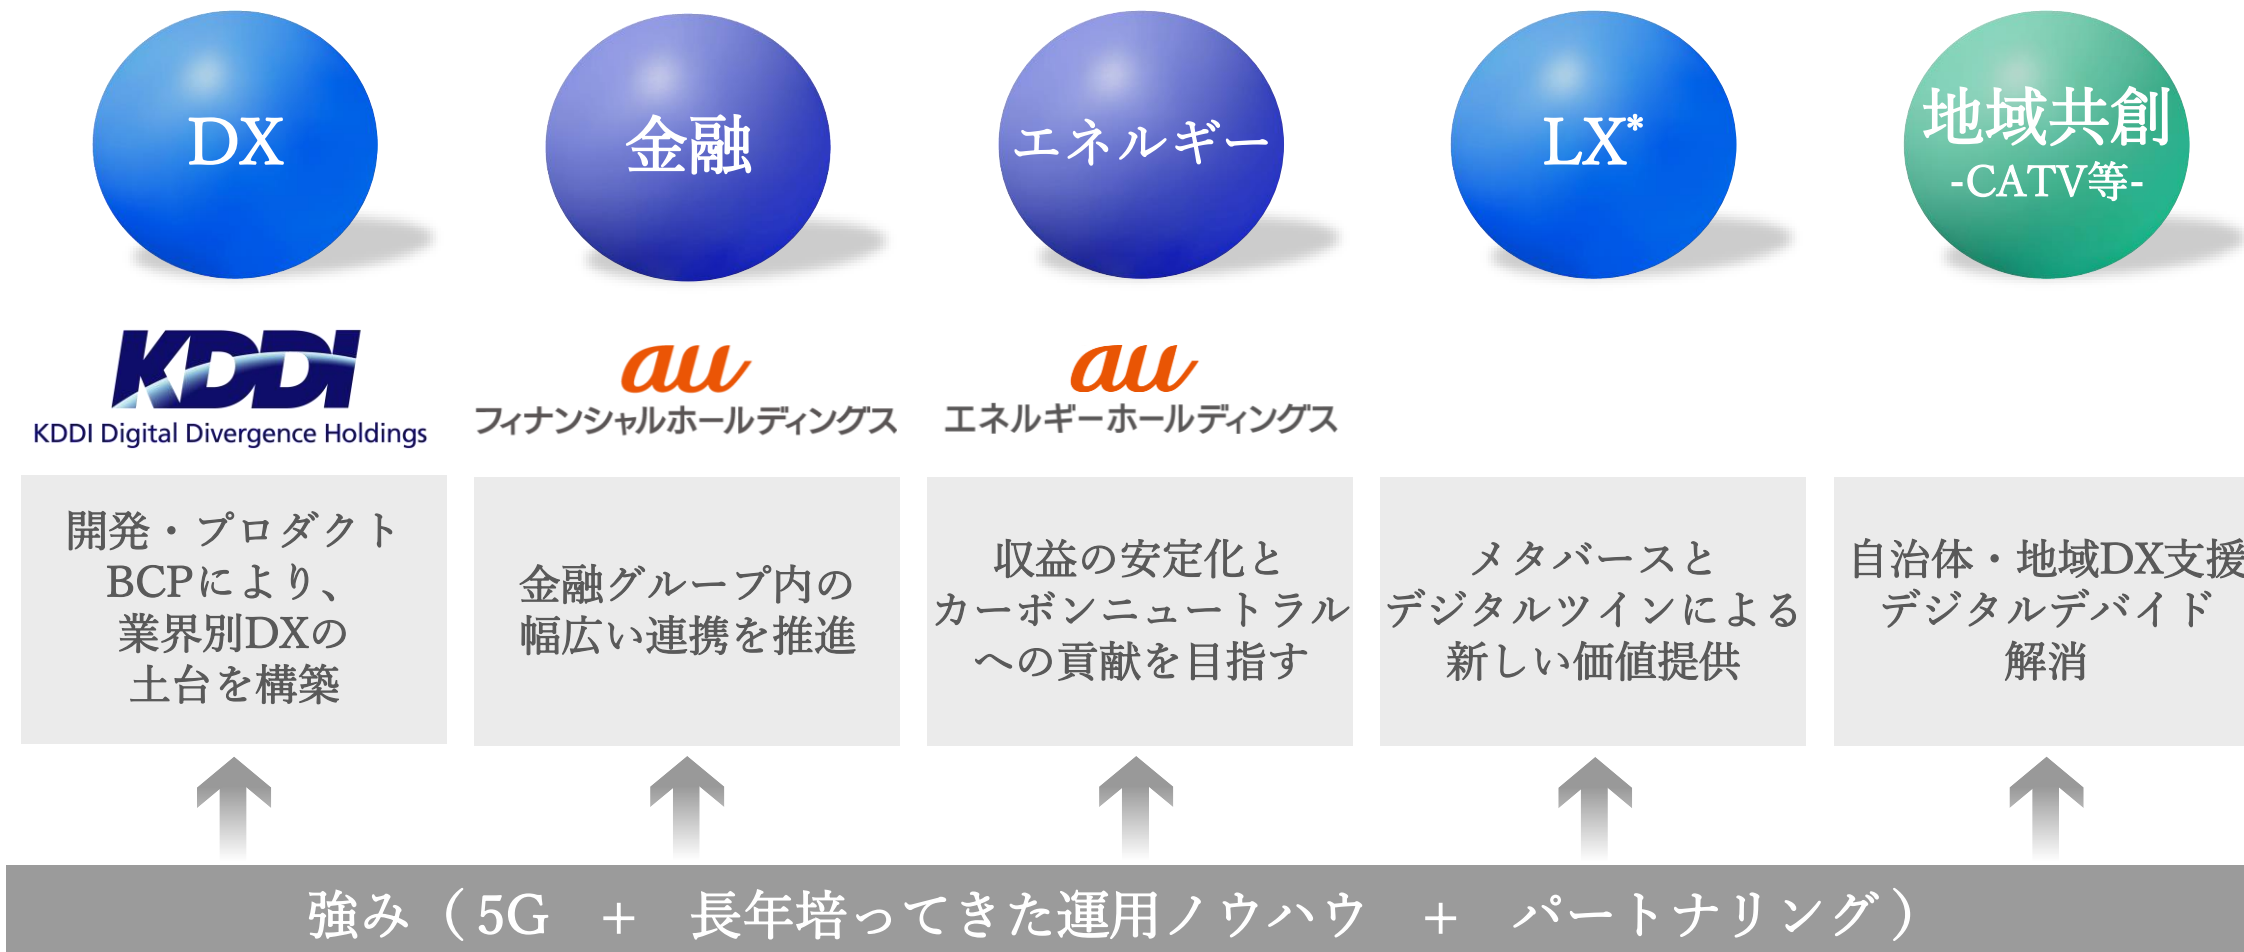 DX
金融
エネルギー
LX*
地域共創
-CATV等-
KDDI
KDDI Digital Divergence Holdings
au
フィナンシャルホールディングス
au
エネルギーホールディングス
開発・プロダクト
BCPにより、
業界別DXの
土台を構築
金融グループ内の
幅広い連携を推進
収益の安定化と
カーボンニュートラル
への貢献を目指す
メタバースと
デジタルツインによる
新しい価値提供
自治体・地域DX支援
デジタルデバイド
解消
強み（5G ＋ 長年培ってきた運用ノウハウ ＋ パートナリング）